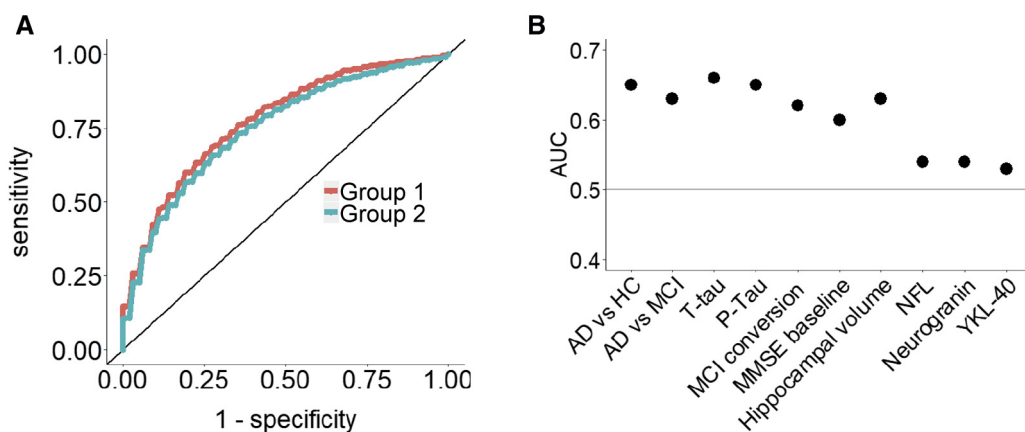 A
1.00
0.75
0.50
0.25
0.00
sensitivity
0.00 0.25 0.50 0.75 1.00
1 - specificity
Group 1
Group 2
B
0.7
0.6
0.5
0.4
AUC
AD vs HC
AD vs MCI
T-tau
P-Tau
MCI conversion
MMSE baseline
Hippocampal volume
NFL
Neurogranin
YKL-40